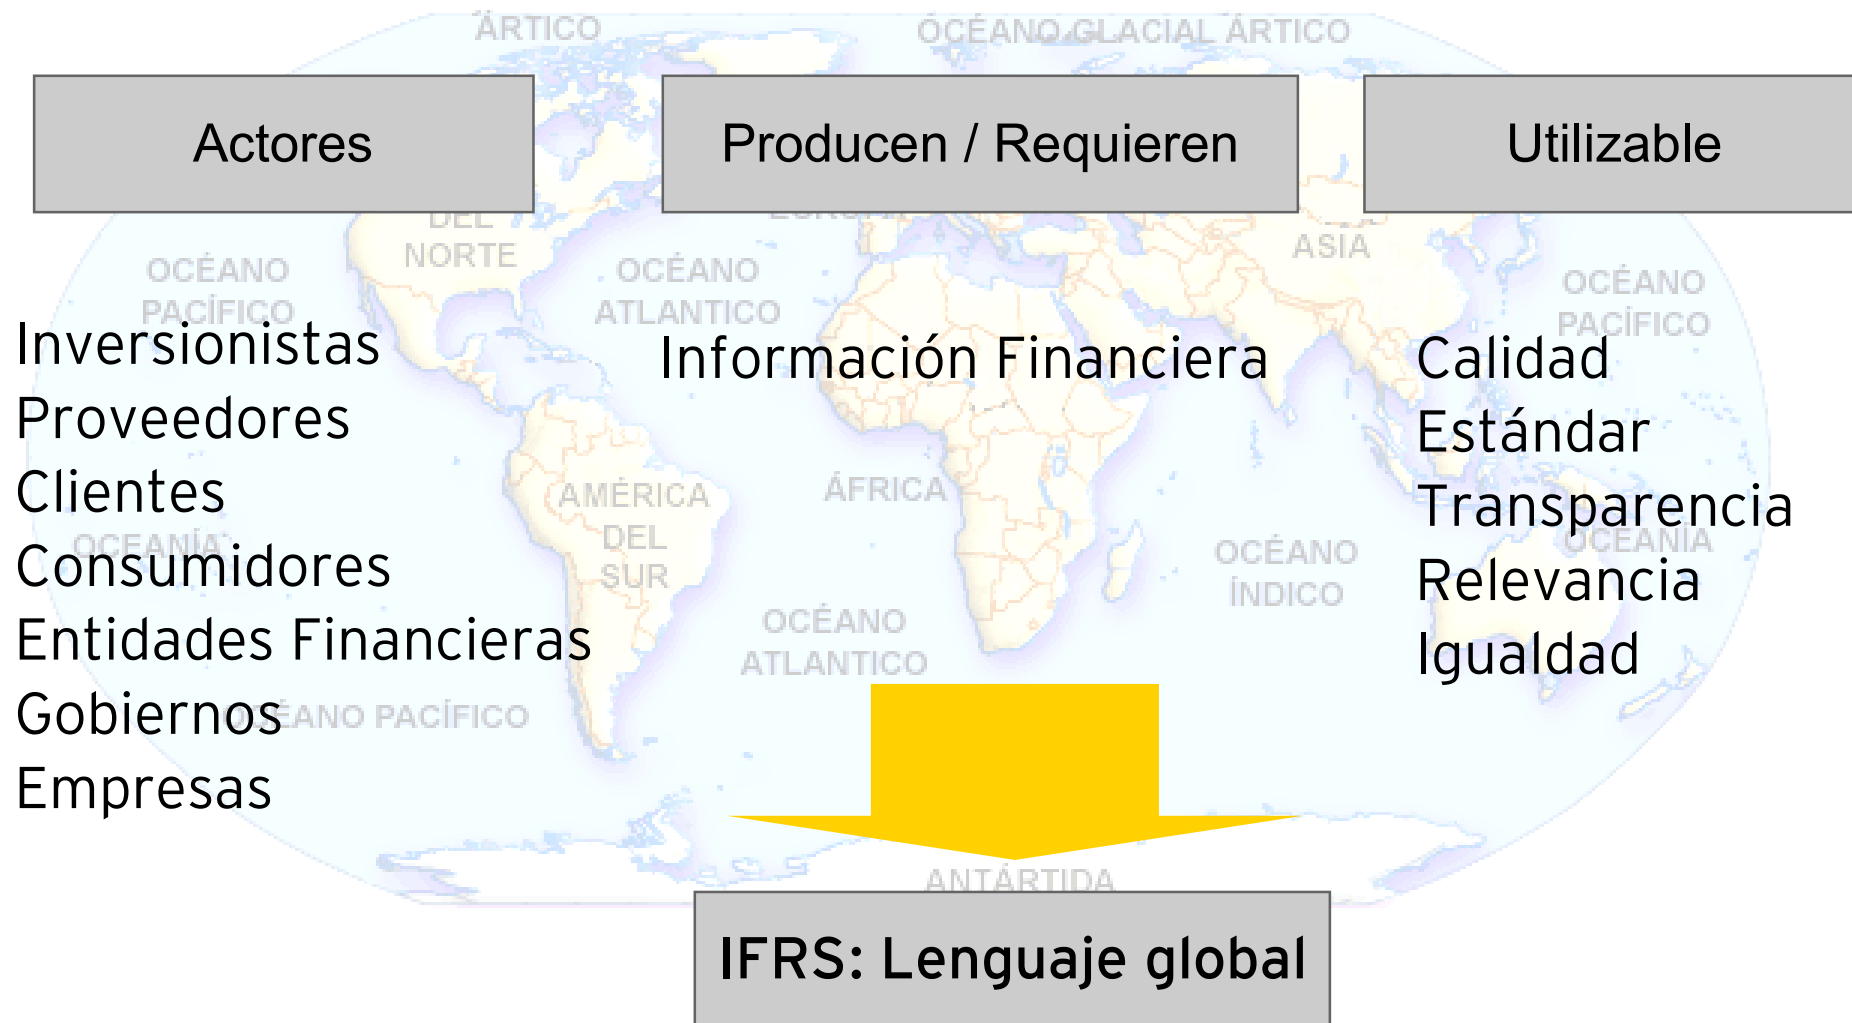 ÁRTICO
OCÉANO GLACIAL ÁRTICO
Actores
Producen / Requieren
Utilizable
DEL
NORTE
ASIA
OCÉANO
PACÍFICO
OCÉANO
ATLANTICO
OCÉANO
PACÍFICO
Inversionistas
Proveedores
Clientes
Consumidores
Entidades Financieras
Gobiernos
Empresas
Información Financiera
Calidad
Estándar
Transparencia
Relevancia
Igualdad
AMÉRICA
DEL
SUR
ÁFRICA
OCEANÍA
OCÉANO
ÍNDICO
OCEANÍA
OCÉANO
ATLANTICO
OCÉANO PACÍFICO
ANTÁRTIDA
IFRS: Lenguaje global